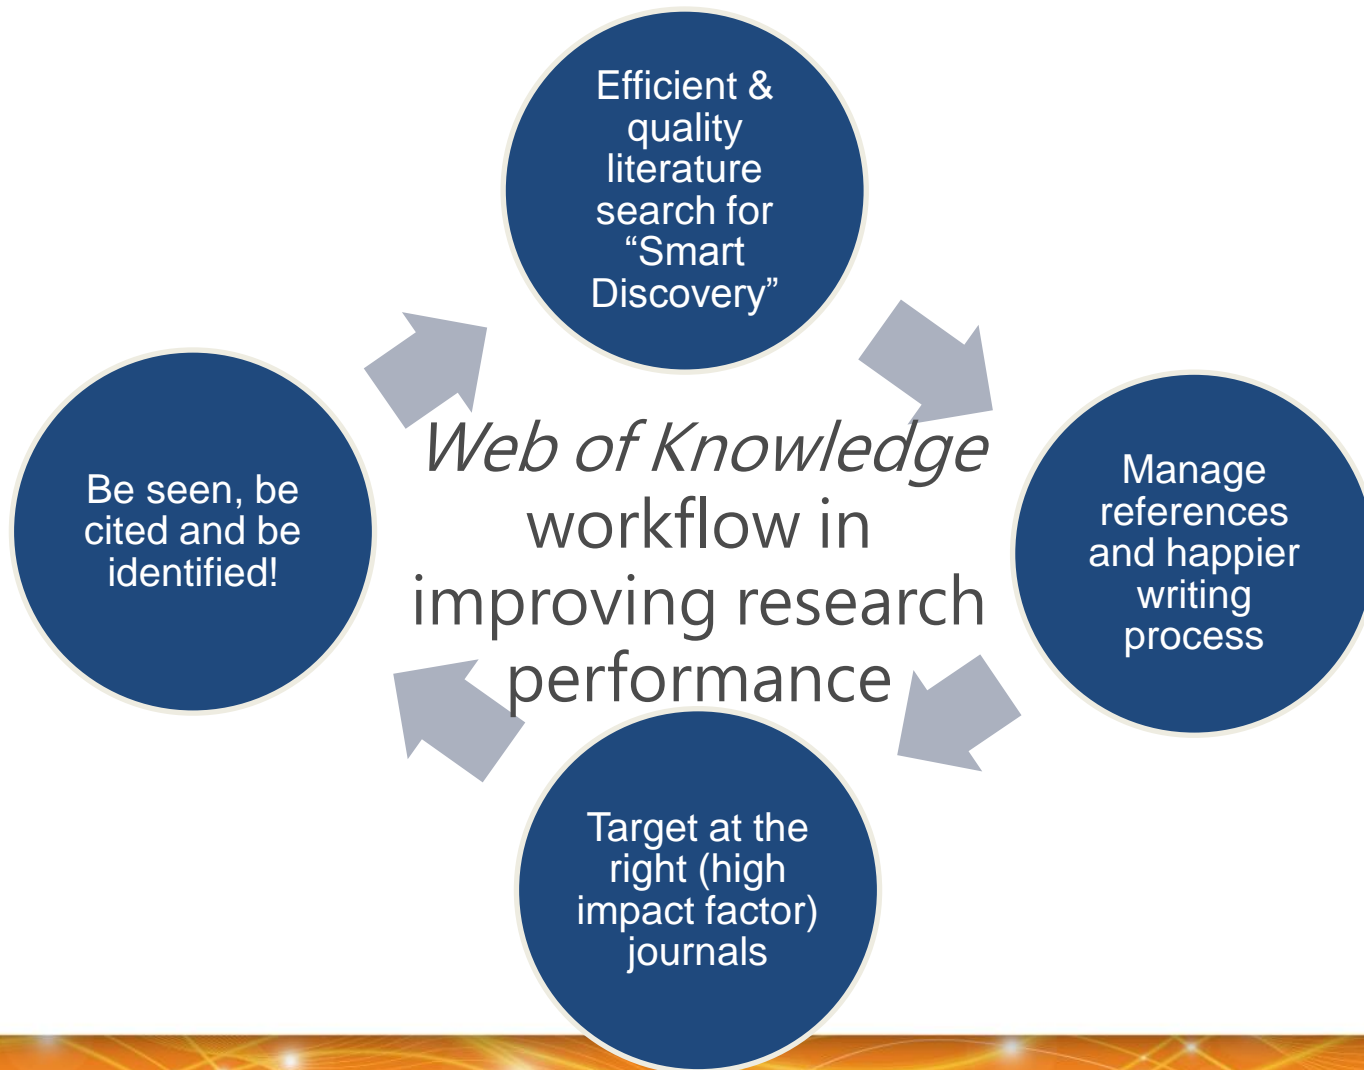 Efficient &
quality
literature
search for
“Smart
Discovery”
Web of Knowledge
workflow in
improving research
performance
Manage
references
and happier
writing
process
Target at the
right (high
impact factor)
journals
Be seen, be
cited and be
identified!